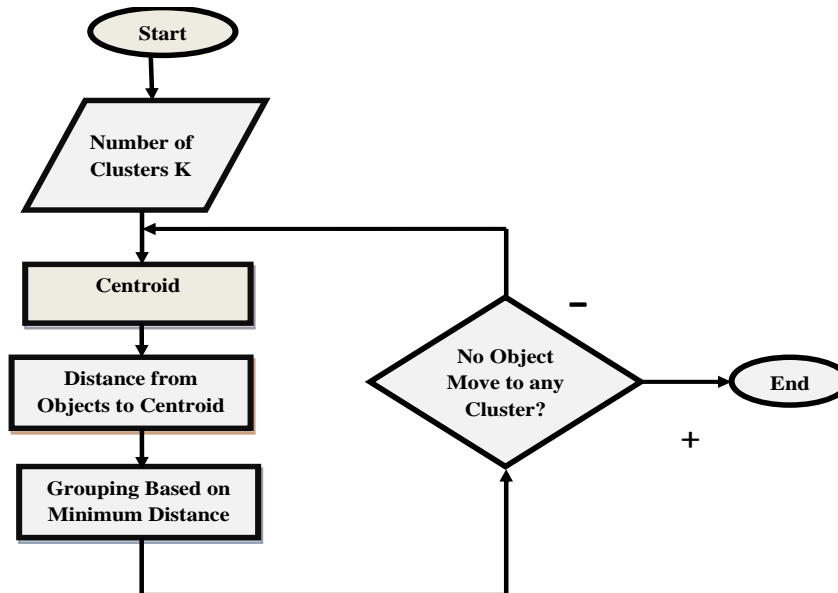 Start
Number of
Clusters K
Centroid
Distance from
Objects to Centroid
Grouping Based on
Minimum Distance
No Object
Move to any
Cluster?
−
+
End